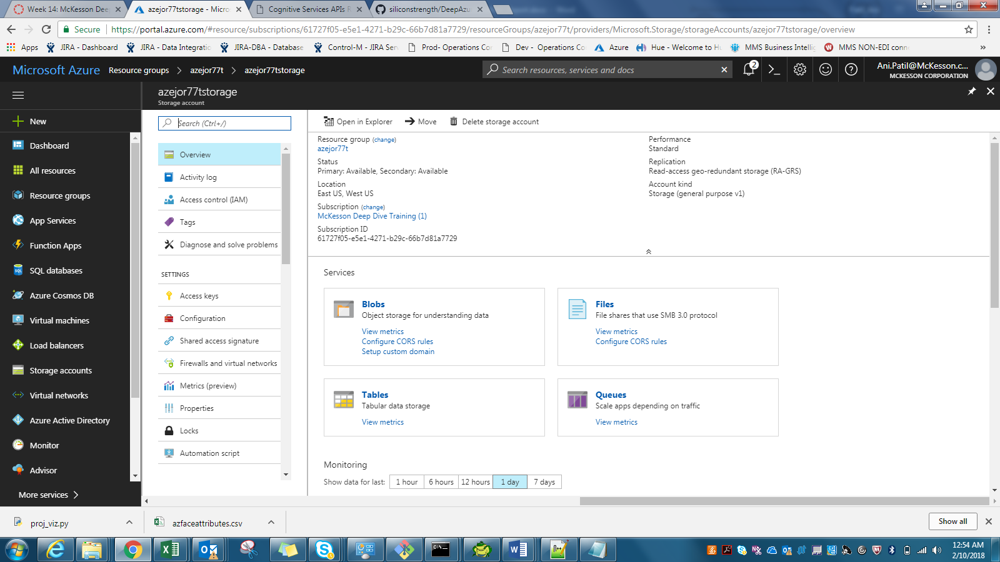 Week 14: McKesson Dee
azejor77tstorage - Micro
Cognitive Services APIs R
siliconstrength/DeepAzu
Secure
https://portal.azure.com/#resource/subscriptions/61727f05-e5e1-4271-b29c-66b7d81a7729/resourceGroups/azejor77t/providers/Microsoft.Storage/storageAccounts/azejor77tstorage/overview
Apps
JIRA - Dashboard
JIRA - Data Integratio
JIRA-DBA - Database
Control-M - JIRA Ser
Prod- Operations Co
Dev - Operations Co
Azure
Hue - Welcome to H
MMS Business Intellig
MMS NON-EDI conn
»
Microsoft Azure
Resource groups
azejor77t
azejor77tstorage
Search resources, services and docs
2
Ani.Patil@McKesson.c...
MCKESSON CORPORATION
azejor77tstorage
Storage account
New
Dashboard
All resources
Resource groups
App Services
Function Apps
SQL databases
Azure Cosmos DB
Virtual machines
Load balancers
Storage accounts
Virtual networks
Azure Active Directory
Monitor
Advisor
More services
Search (Ctrl+/)
Overview
Activity log
Access control (IAM)
Tags
Diagnose and solve problems
SETTINGS
Access keys
Configuration
Shared access signature
Firewalls and virtual networks
Metrics (preview)
Properties
Locks
Automation script
Open in Explorer
Move
Delete storage account
Resource group (change)
azejor77t
Status
Primary: Available, Secondary: Available
Location
East US, West US
Subscription (change)
McKesson Deep Dive Training (1)
Subscription ID
61727f05-e5e1-4271-b29c-66b7d81a7729
Performance
Standard
Replication
Read-access geo-redundant storage (RA-GRS)
Account kind
Storage (general purpose v1)
Services
Blobs
Object storage for understanding data
View metrics
Configure CORS rules
Setup custom domain
Files
File shares that use SMB 3.0 protocol
View metrics
Configure CORS rules
Tables
Tabular data storage
View metrics
Queues
Scale apps depending on traffic
View metrics
Monitoring
Show data for last:
1 hour
6 hours
12 hours
1 day
7 days
proj_viz.py
azfaceattributes.csv
Show all
12:54 AM
2/10/2018